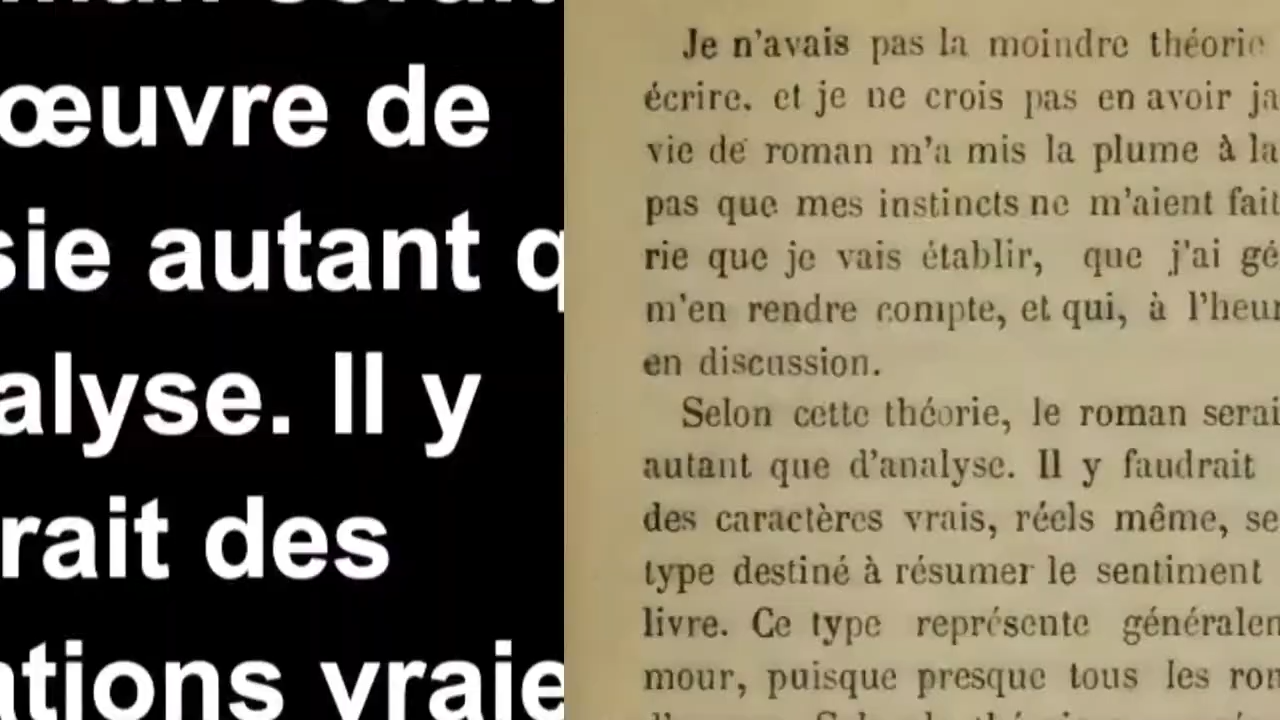 œuvre de
sie autant q
alyse. Il y
rait des
ations vraie
Je n'avais pas la moindre théorie
écrire, et je ne crois pas en avoir ja
vie de roman m'a mis la plume à la
pas que mes instincts ne m'aient fait
rie que je vais établir, que j'ai gé
m'en rendre compte, et qui, à l'heur
en discussion.
Selon cette théorie, le roman serai
autant que d'analyse. Il y faudrait
des caractères vrais, réels même, se
type destiné à résumer le sentiment
livre. Ce type représente généralem
mour, puisque presque tous les rom